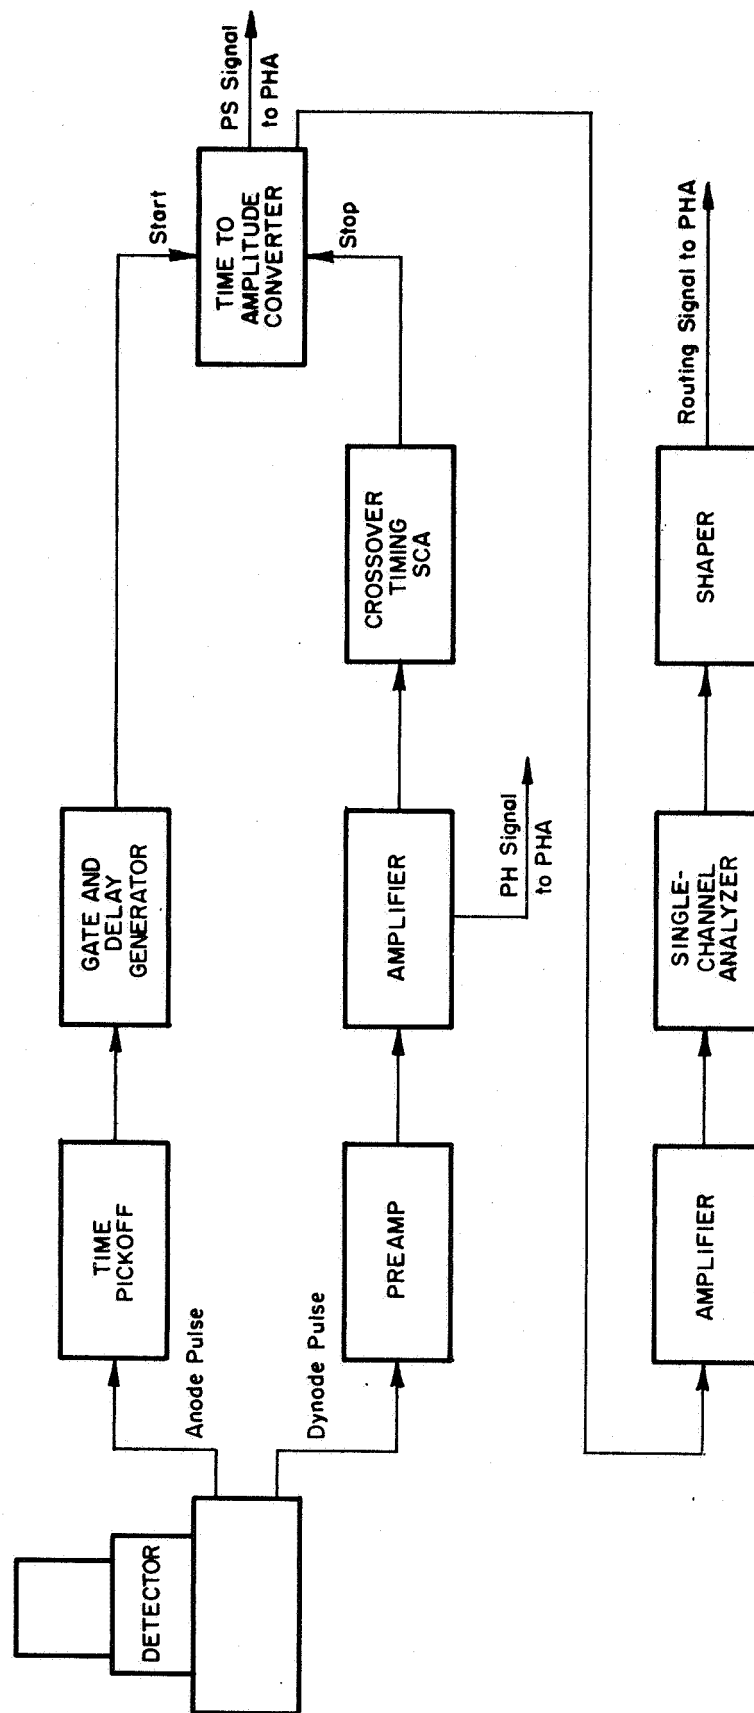 DETECTOR
Anode Pulse
Dynode Pulse
TIME
PICKOFF
GATE AND
DELAY
GENERATOR
Start
TIME TO
AMPLITUDE
CONVERTER
PS Signal
to PHA
Stop
PREAMP
AMPLIFIER
PH Signal
to PHA
CROSSOVER
TIMING
SCA
AMPLIFIER
SINGLE-
CHANNEL
ANALYZER
SHAPER
Routing Signal to PHA